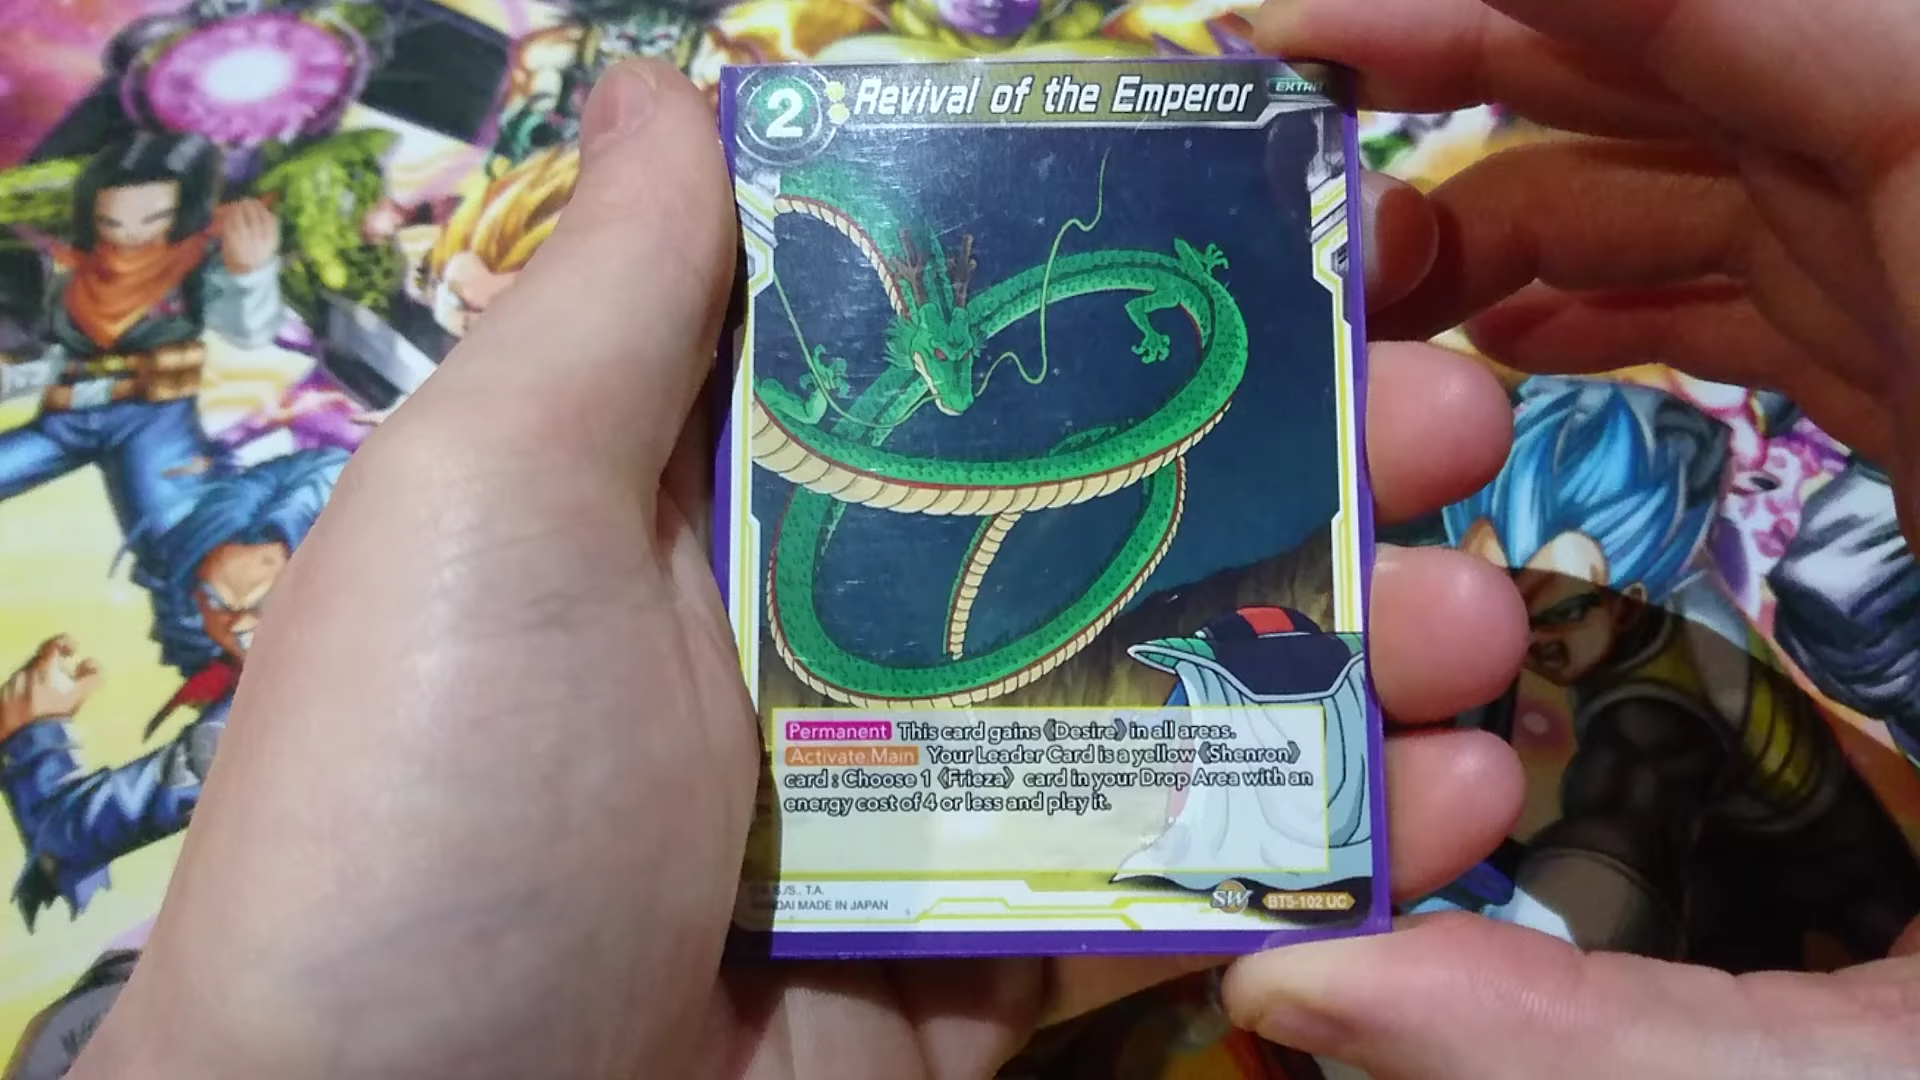 2
Revival of the Emperor
EXTRA
Permanent This card gains 《Desire》 in all areas.
Activate Main Your Leader Card is a yellow 《Shenron》
card : Choose 1 《Frieza》 card in your Drop Area with an
energy cost of 4 or less and play it.
S./S., T.A.
BANDAI MADE IN JAPAN
SW BT5-102 UC